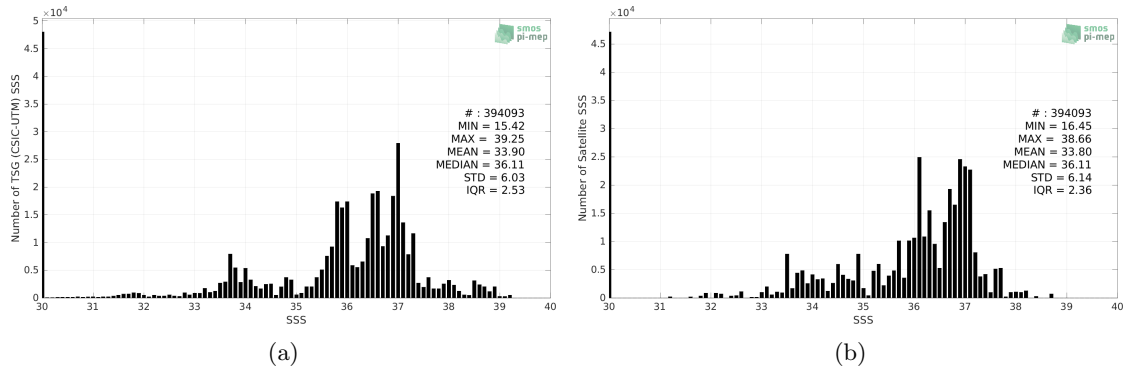 ×10⁴
5
4.5
4
3.5
3
2.5
2
1.5
1
0.5
0
30 31 32 33 34 35 36 37 38 39 40
SSS
Number of TSG (CSIC-UTM) SSS
smos
pi-mep
# : 394093
MIN = 15.42
MAX = 39.25
MEAN = 33.90
MEDIAN = 36.11
STD = 6.03
IQR = 2.53
(a)
×10⁴
4.5
4
3.5
3
2.5
2
1.5
1
0.5
0
30 31 32 33 34 35 36 37 38 39 40
SSS
Number of Satellite SSS
smos
pi-mep
# : 394093
MIN = 16.45
MAX = 38.66
MEAN = 33.80
MEDIAN = 36.11
STD = 6.14
IQR = 2.36
(b)